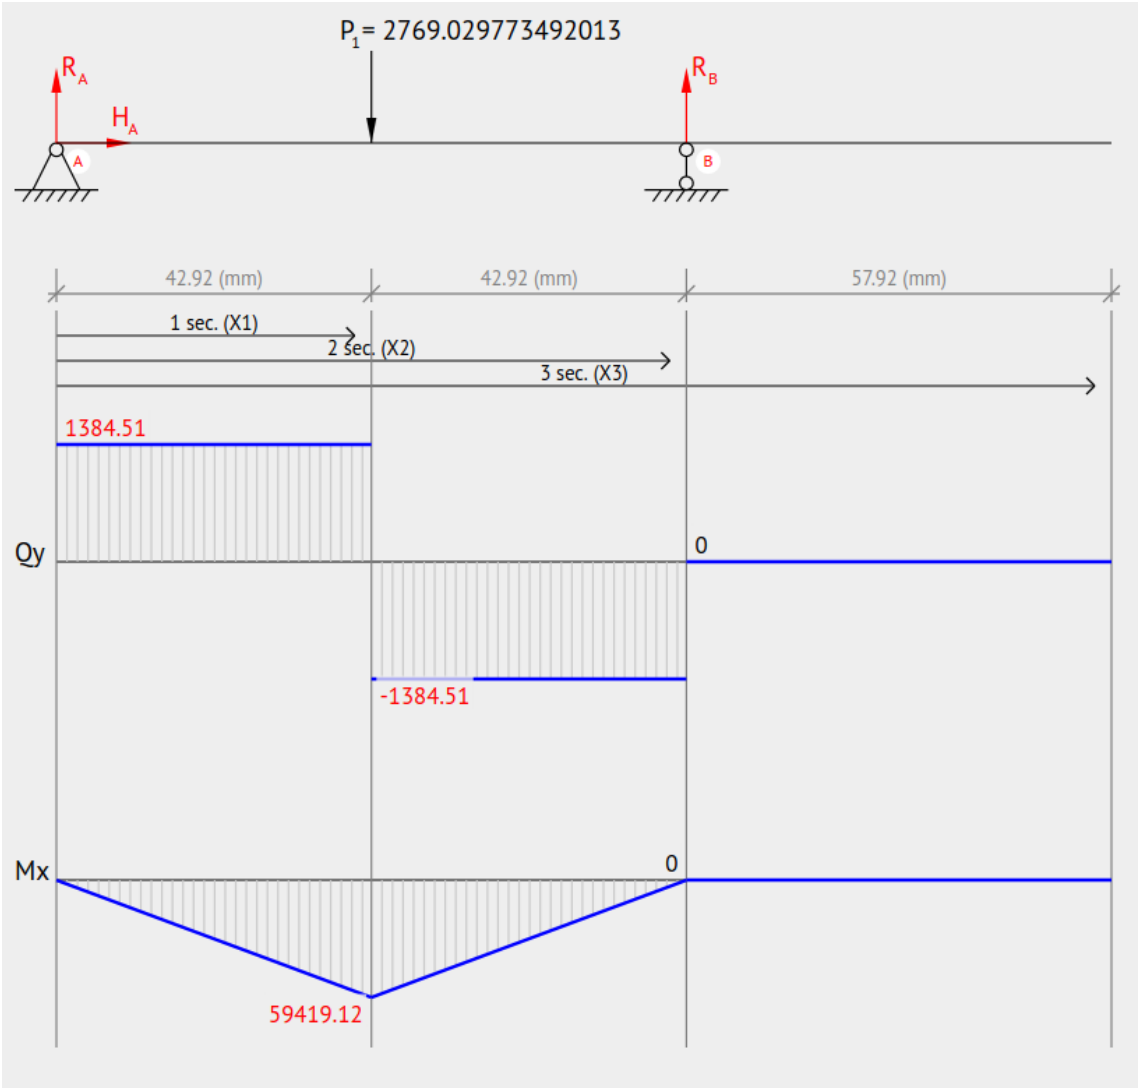 P1= 2769.029773492013
RA
RB
HA
A
B
42.92 (mm)
42.92 (mm)
57.92 (mm)
1 sec. (X1)
2 sec. (X2)
3 sec. (X3)
1384.51
Qy
0
-1384.51
Mx
0
59419.12